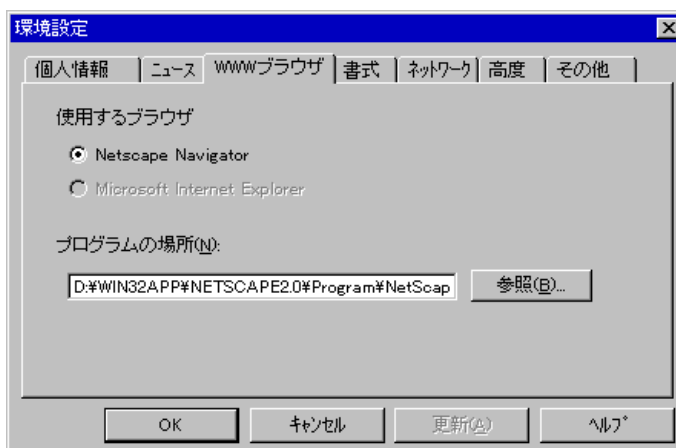 環境設定
個人情報 ニュース WWWブラウザ 書式 ネットワーク 高度 その他
使用するブラウザ
Netscape Navigator
Microsoft Internet Explorer
プログラムの場所(N):
D:¥WIN32APP¥NETSCAPE2.0¥Program¥NetScap 参照(B)...
OK キャンセル 更新(A) ヘルプ